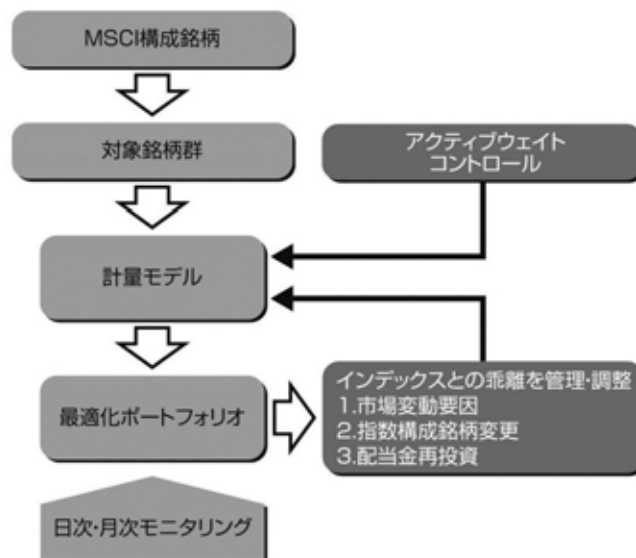 MSCI構成銘柄
対象銘柄群
アクティブウェイト
コントロール
計量モデル
最適化ポートフォリオ
インデックスとの乖離を管理・調整
1.市場変動要因
2.指数構成銘柄変更
3.配当金再投資
日次・月次モニタリング